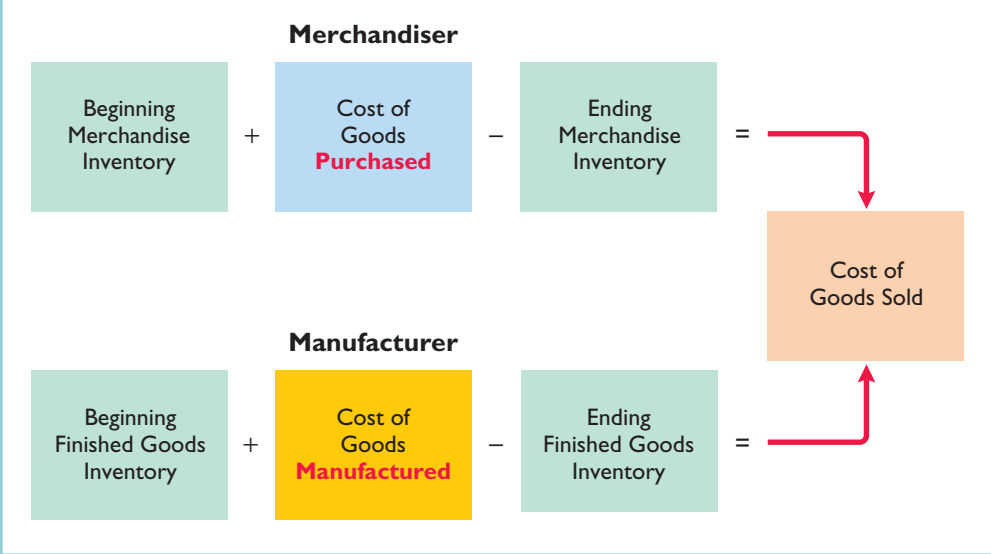 Merchandiser
Beginning
Merchandise
Inventory
+
Cost of
Goods
Purchased
–
Ending
Merchandise
Inventory
=
Cost of
Goods Sold
Manufacturer
Beginning
Finished Goods
Inventory
+
Cost of
Goods
Manufactured
–
Ending
Finished Goods
Inventory
=